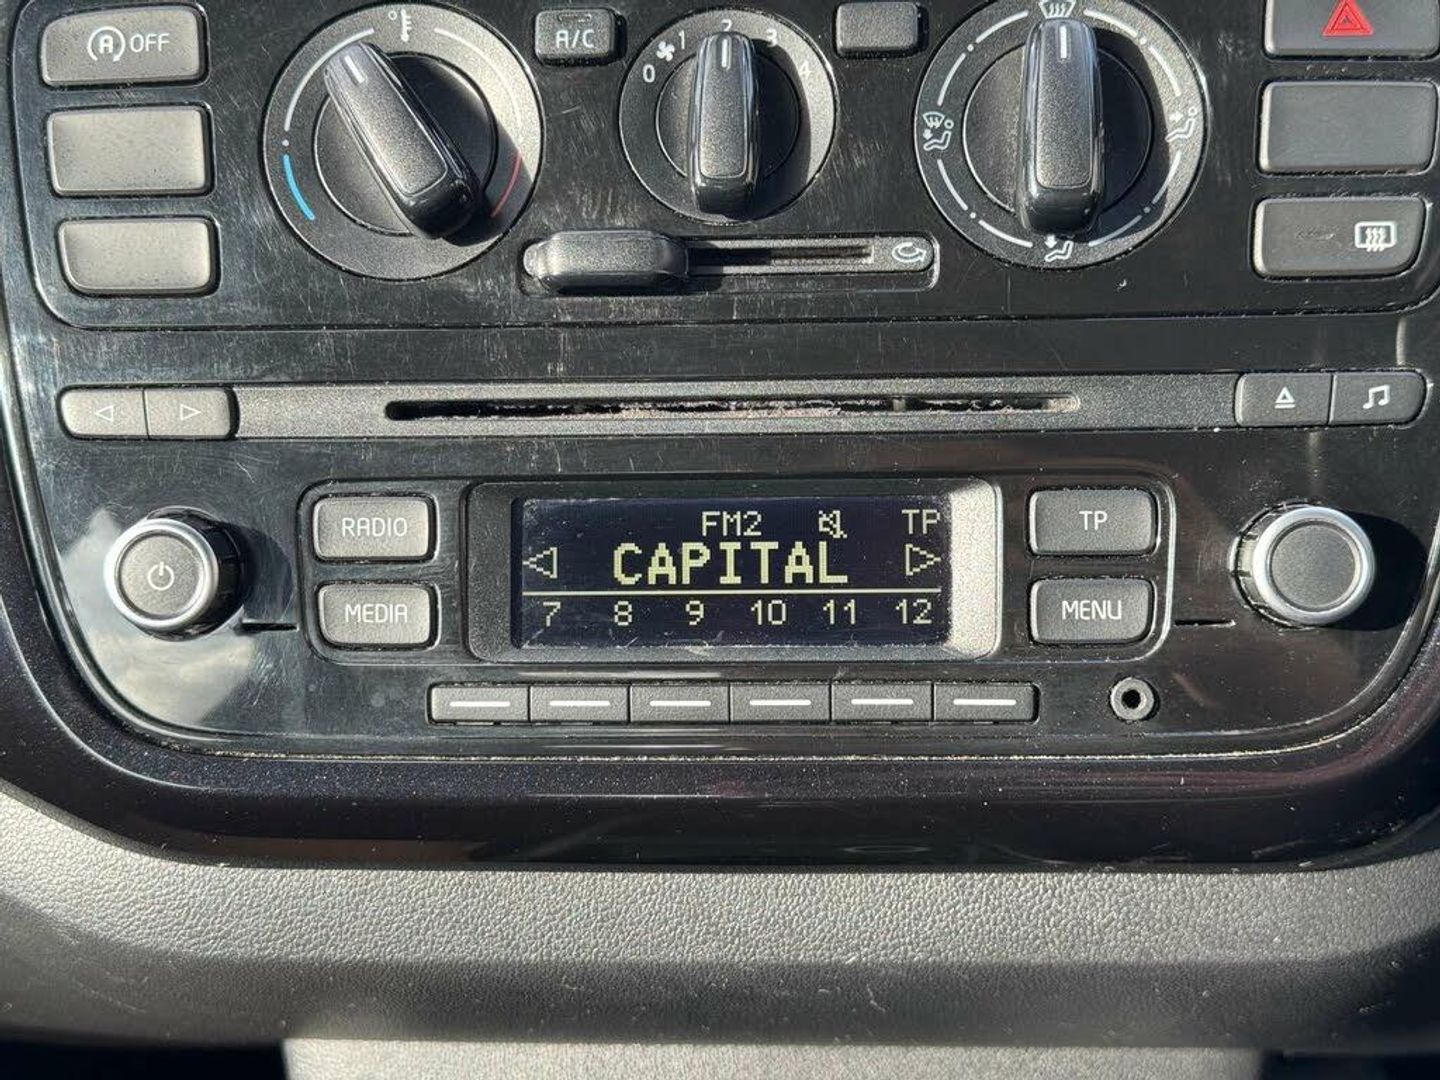 A OFF
A/C
0 1 2 3 4
FM2 TP
CAPITAL
7 8 9 10 11 12
RADIO
MEDIA
TP
MENU